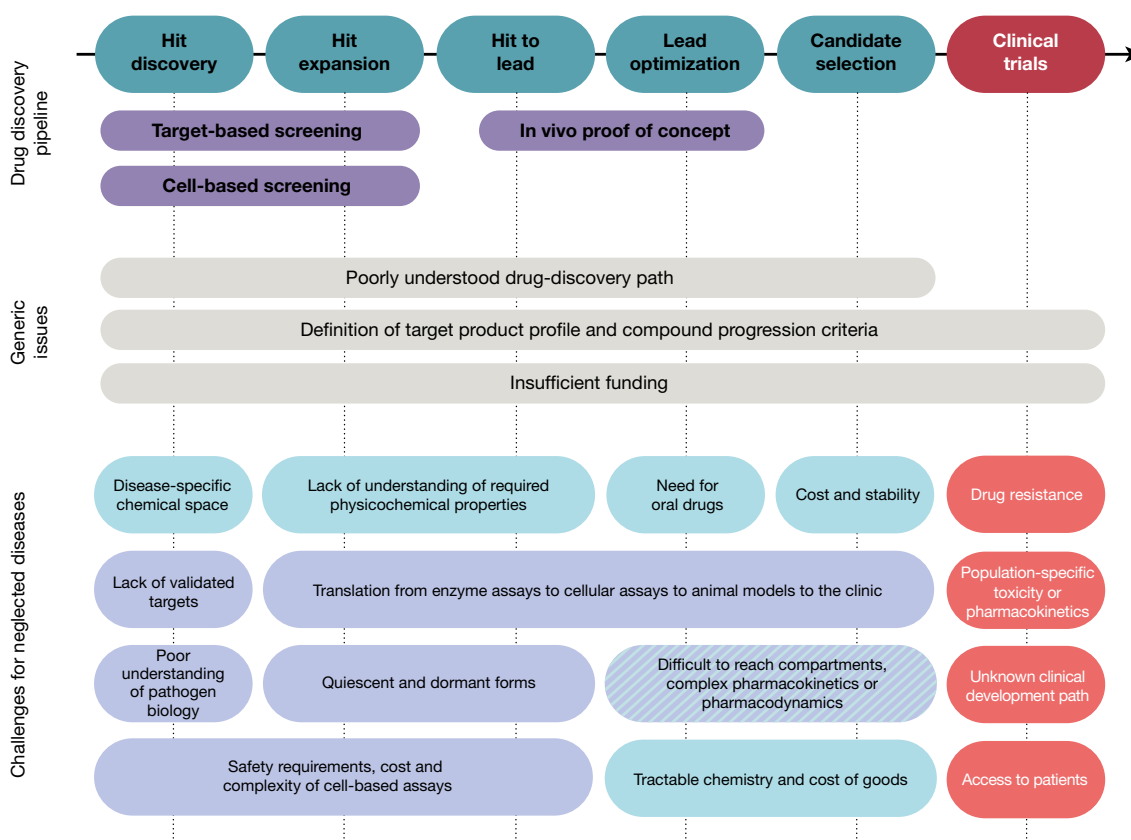 Drug discovery
pipeline
Hit
discovery
Hit
expansion
Hit to
lead
Lead
optimization
Candidate
selection
Clinical
trials
Target-based screening
In vivo proof of concept
Cell-based screening
Generic
issues
Poorly understood drug-discovery path
Definition of target product profile and compound progression criteria
Insufficient funding
Challenges for neglected diseases
Disease-specific
chemical space
Lack of understanding of required
physicochemical properties
Need for
oral drugs
Cost and stability
Drug resistance
Lack of validated
targets
Translation from enzyme assays to cellular assays to animal models to the clinic
Population-specific
toxicity or
pharmacokinetics
Poor
understanding
of pathogen
biology
Quiescent and dormant forms
Difficult to reach compartments,
complex pharmacokinetics or
pharmacodynamics
Unknown clinical
development path
Safety requirements, cost and
complexity of cell-based assays
Tractable chemistry and cost of goods
Access to patients